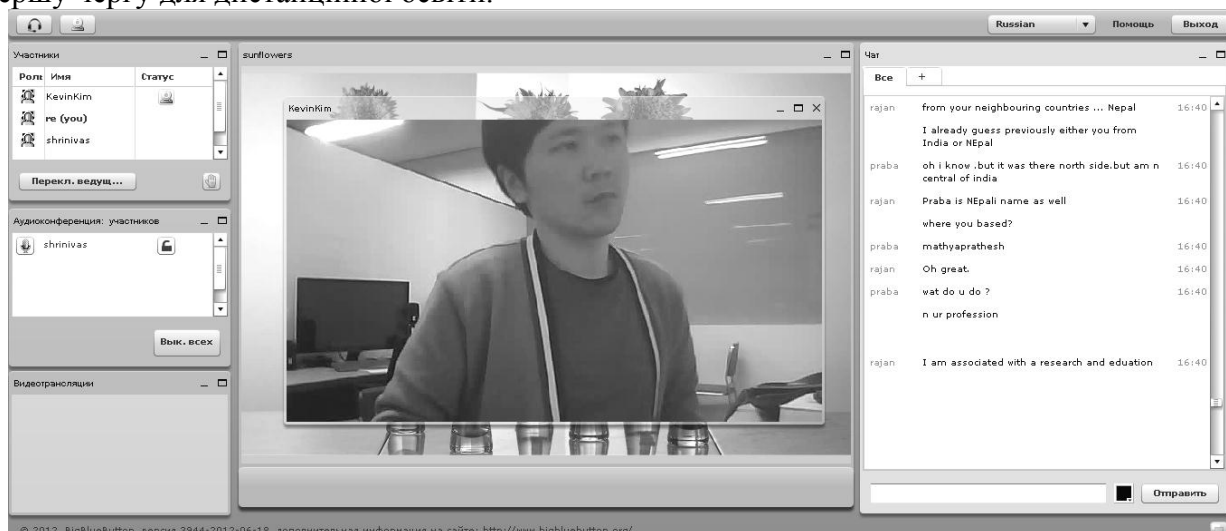 першу чергу для дистанційної освіти.
Russian
Помощь
Выход
Участники
Роль Имя Статус
KevinKim
re (you)
shrinivas
Перекл. ведущ...
Аудиоконференция: участников
shrinivas
Вык. всех
Видеотрансляции
sunflowers
KevinKim
Чат
Все +
rajan from your neighbouring countries ... Nepal 16:40
I already guess previously either you from
India or NEpal
praba oh i know .but it was there north side.but am n 16:40
central of india
rajan Praba is NEpali name as well 16:40
where you based?
praba mathyaprathesh 16:40
rajan Oh great. 16:40
praba wat do u do ? 16:40
n ur profession
rajan I am associated with a research and eduation 16:40
Отправить
© 2012 BigBlueButton, версия 3944-2012-06-18, дополнительная информация на сайте: http://www.bigbluebutton.org/